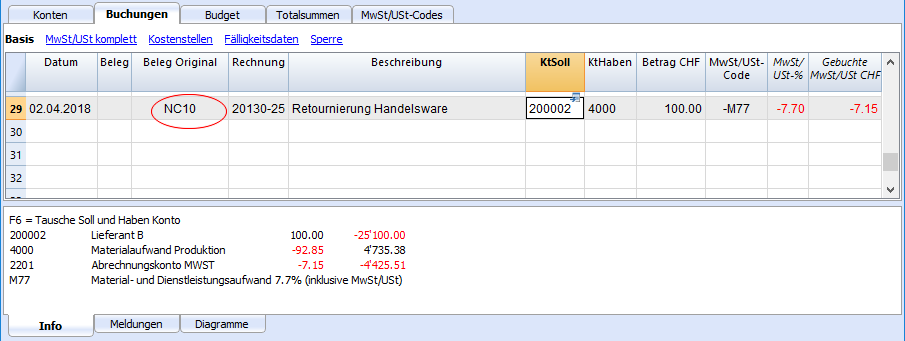 Konten Buchungen Budget Totalsummen MwSt/USt-Codes
Basis MwSt/USt komplett Kostenstellen Fälligkeitsdaten Sperre
Datum Beleg Beleg Original Rechnung Beschreibung KtSoll KtHaben Betrag CHF MwSt/USt-Code MwSt/USt-% Gebuchte MwSt/USt CHF
29 02.04.2018 NC10 20130-25 Retournierung Handelsware 200002 4000 100.00 -M77 -7.70 -7.15
30
31
32
F6 = Tausche Soll und Haben Konto
200002 Lieferant B 100.00 -25'100.00
4000 Materialaufwand Produktion -92.85 4'735.38
2201 Abrechnungskonto MWST -7.15 -4'425.51
M77 Material- und Dienstleistungsaufwand 7.7% (inklusive MwSt/USt)
Info Meldungen Diagramme